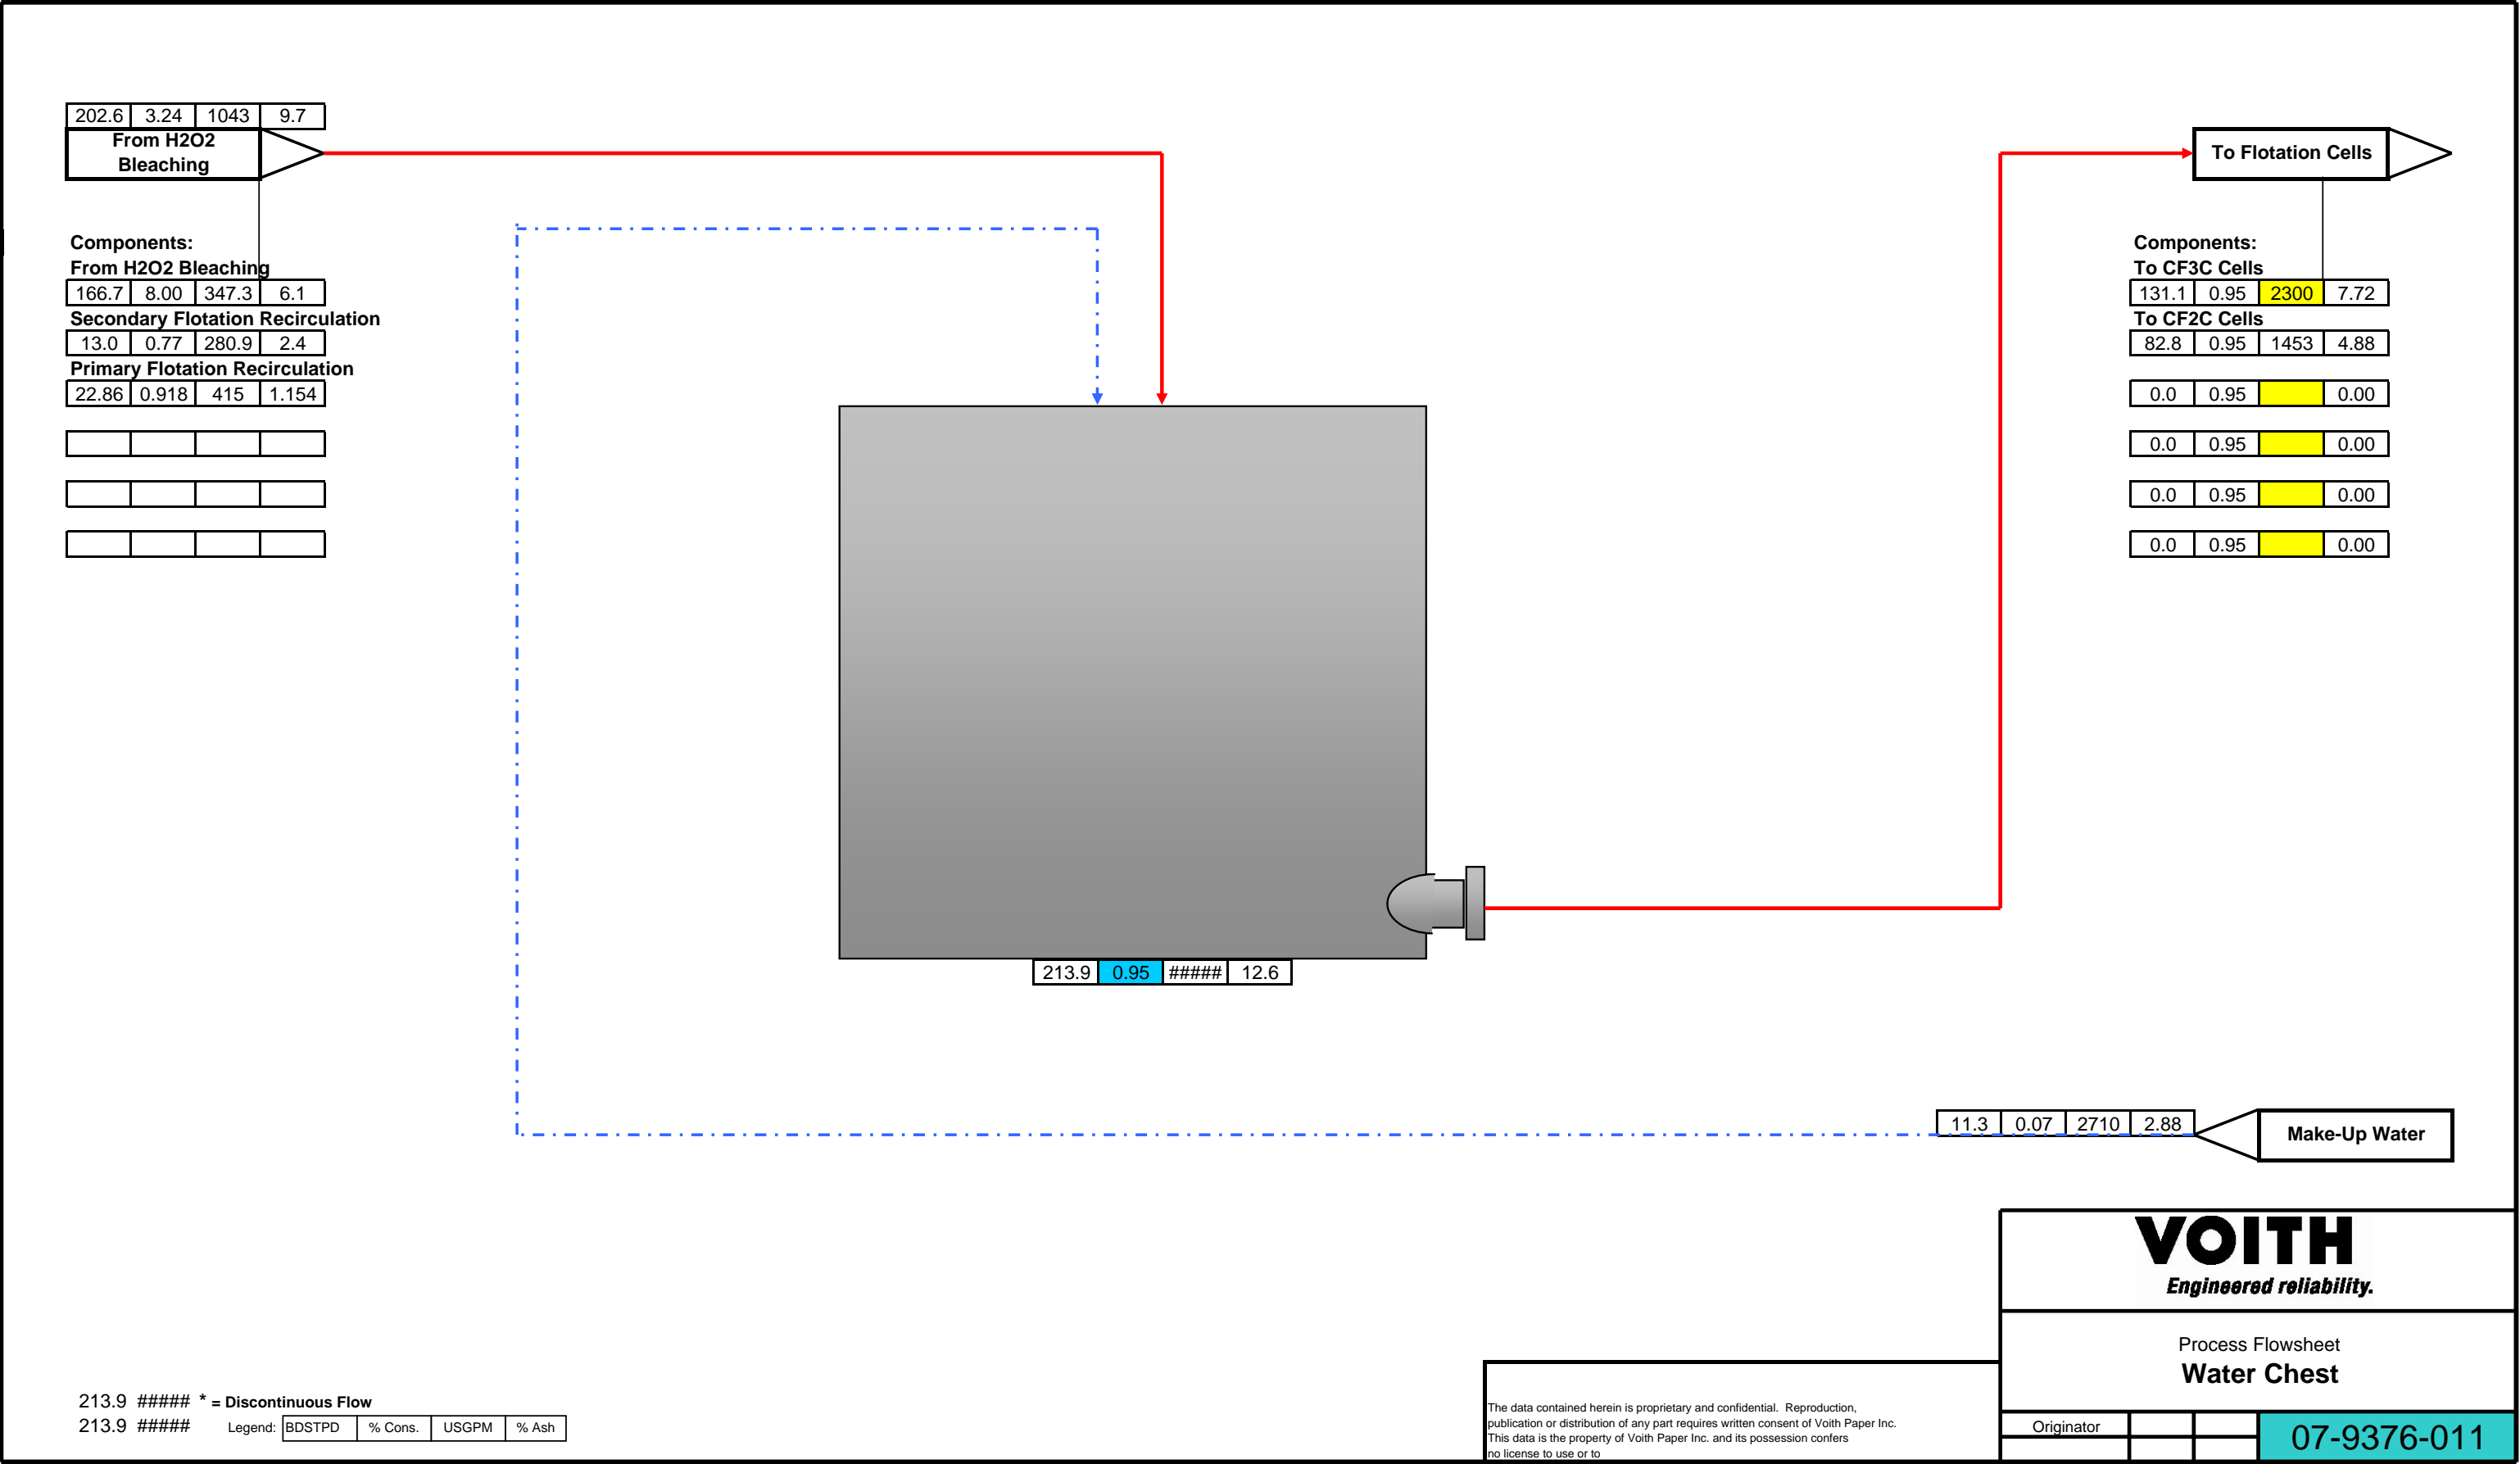 202.6 3.24 1043 9.7
From H2O2
Bleaching
To Flotation Cells
Components:
From H2O2 Bleaching
166.7 8.00 347.3 6.1
Secondary Flotation Recirculation
13.0 0.77 280.9 2.4
Primary Flotation Recirculation
22.86 0.918 415 1.154
Components:
To CF3C Cells
131.1 0.95 2300 7.72
To CF2C Cells
82.8 0.95 1453 4.88
0.0 0.95 0.00
0.0 0.95 0.00
0.0 0.95 0.00
0.0 0.95 0.00
213.9 0.95 ##### 12.6
11.3 0.07 2710 2.88
Make-Up Water
VOITH
Engineered reliability.
Process Flowsheet
Water Chest
Originator
07-9376-011
The data contained herein is proprietary and confidential. Reproduction,
publication or distribution of any part requires written consent of Voith Paper Inc.
This data is the property of Voith Paper Inc. and its possession confers
no license to use or to
213.9 ##### * = Discontinuous Flow
213.9 ##### Legend: BDSTPD % Cons. USGPM % Ash